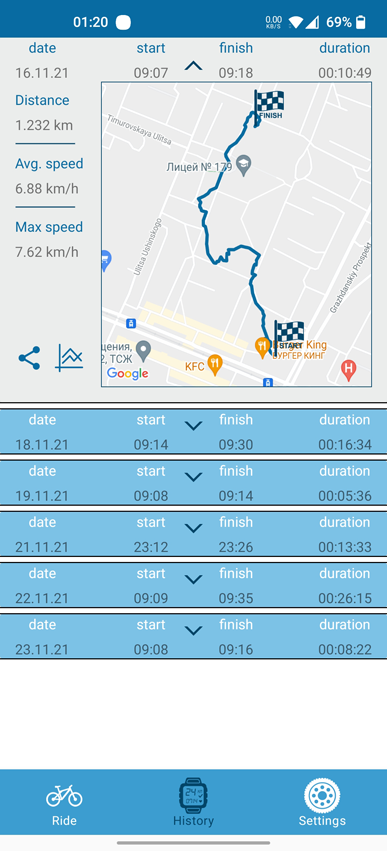 01:20
0.00 KB/S
69%
date start finish duration
16.11.21 09:07 09:18 00:10:49
Distance
1.232 km
Avg. speed
6.88 km/h
Max speed
7.62 km/h
FINISH
Timurovskaya Ulitsa
Лицей № 179
Ulitsa Ushinskogo
Grazhdanskiy Prospekt
START
King
БУРГЕР КИНГ
щения,
2, ТСЖ
KFC
H
Google
date start finish duration
18.11.21 09:14 09:30 00:16:34
date start finish duration
19.11.21 09:08 09:14 00:05:36
date start finish duration
21.11.21 23:12 23:26 00:13:33
date start finish duration
22.11.21 09:09 09:35 00:26:15
date start finish duration
23.11.21 09:08 09:16 00:08:22
Ride History Settings